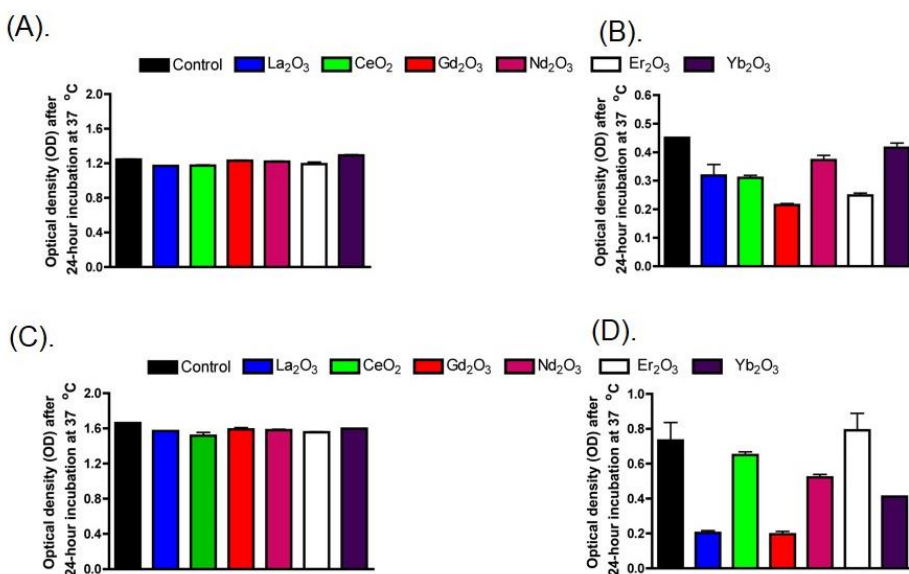 (A).
(B).
Control La₂O₃ CeO₂ Gd₂O₃ Nd₂O₃ Er₂O₃ Yb₂O₃
Optical density (OD) after
24-hour incubation at 37 °C
2.0
1.6
1.2
0.8
0.4
0.0
Optical density (OD) after
24-hour incubation at 37 °C
0.6
0.5
0.4
0.3
0.2
0.1
0.0
(C).
(D).
Control La₂O₃ CeO₂ Gd₂O₃ Nd₂O₃ Er₂O₃ Yb₂O₃
Optical density (OD) after
24-hour incubation at 37 °C
2.0
1.6
1.2
0.8
0.4
0.0
Optical density (OD) after
24-hour incubation at 37 °C
1.0
0.8
0.6
0.4
0.2
0.0